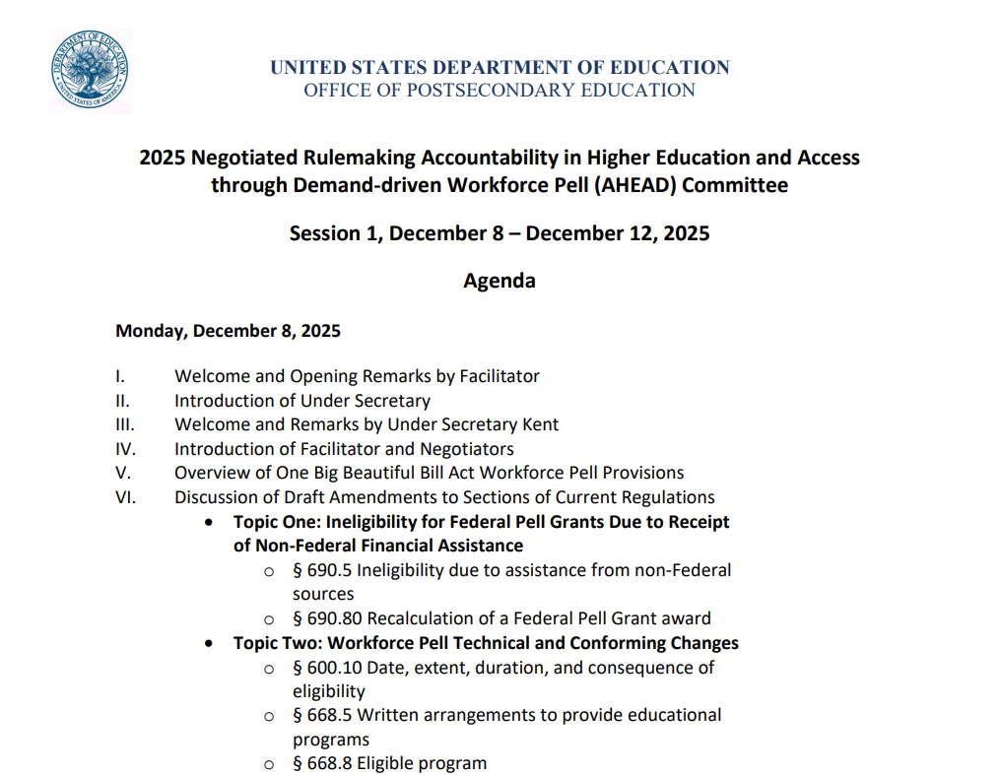 DEPARTMENT OF EDUCATION
UNITED STATES OF AMERICA
UNITED STATES DEPARTMENT OF EDUCATION
OFFICE OF POSTSECONDARY EDUCATION
2025 Negotiated Rulemaking Accountability in Higher Education and Access
through Demand-driven Workforce Pell (AHEAD) Committee
Session 1, December 8 – December 12, 2025
Agenda
Monday, December 8, 2025
I. Welcome and Opening Remarks by Facilitator
II. Introduction of Under Secretary
III. Welcome and Remarks by Under Secretary Kent
IV. Introduction of Facilitator and Negotiators
V. Overview of One Big Beautiful Bill Act Workforce Pell Provisions
VI. Discussion of Draft Amendments to Sections of Current Regulations
• Topic One: Ineligibility for Federal Pell Grants Due to Receipt
of Non-Federal Financial Assistance
o § 690.5 Ineligibility due to assistance from non-Federal
sources
o § 690.80 Recalculation of a Federal Pell Grant award
• Topic Two: Workforce Pell Technical and Conforming Changes
o § 600.10 Date, extent, duration, and consequence of
eligibility
o § 668.5 Written arrangements to provide educational
programs
o § 668.8 Eligible program